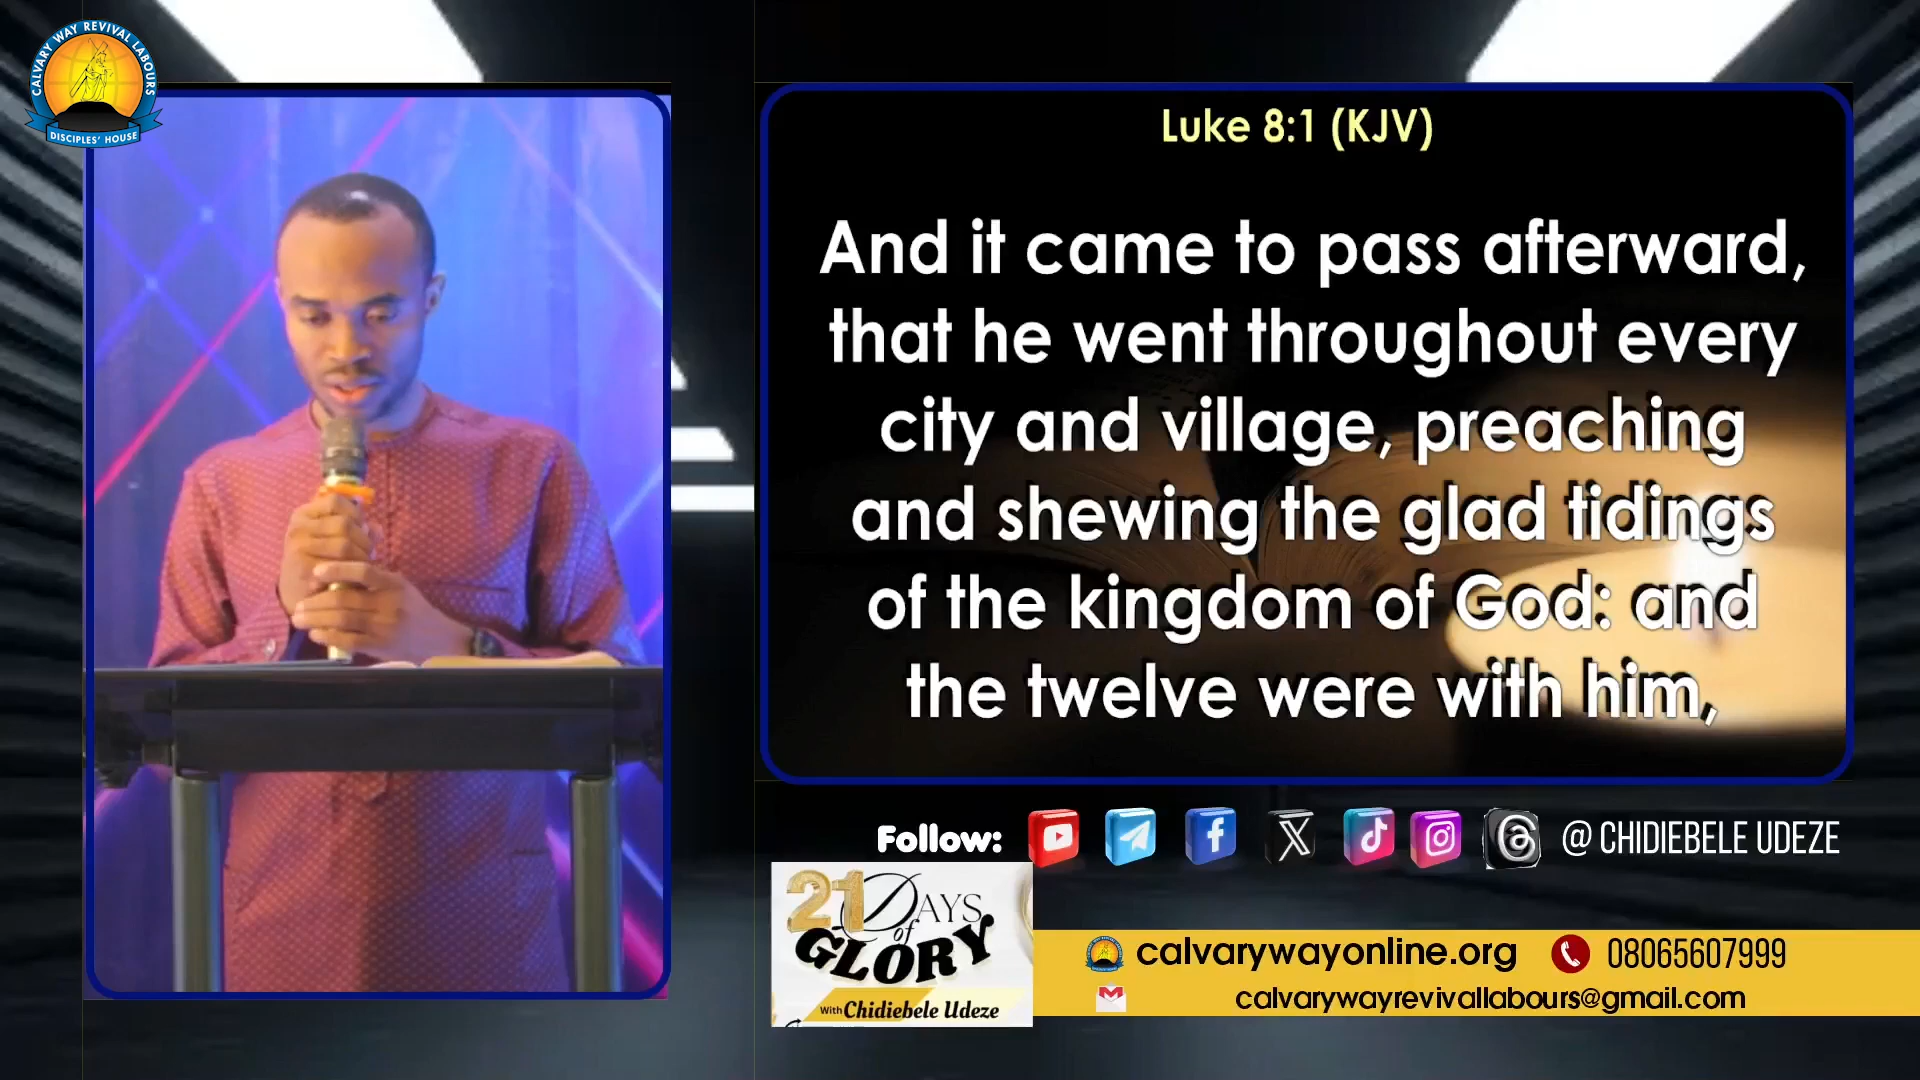 CALVARY WAY REVIVAL LABOURS
DISCIPLES' HOUSE
Luke 8:1 (KJV)
And it came to pass afterward,
that he went throughout every
city and village, preaching
and shewing the glad tidings
of the kingdom of God: and
the twelve were with him,
Follow:
@ CHIDIEBELE UDEZE
21 DAYS
of
GLORY
With Chidiebele Udeze
calvarywayonline.org
08065607999
calvarywayrevivallabours@gmail.com